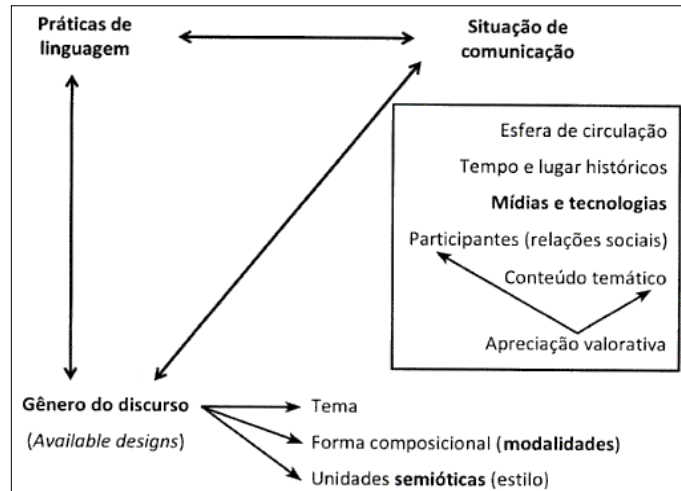 Práticas de
linguagem
Situação de
comunicação
Esfera de circulação
Tempo e lugar históricos
Mídias e tecnologias
Participantes (relações sociais)
Conteúdo temático
Apreciação valorativa
Gênero do discurso
(Available designs)
Tema
Forma composicional (modalidades)
Unidades semióticas (estilo)